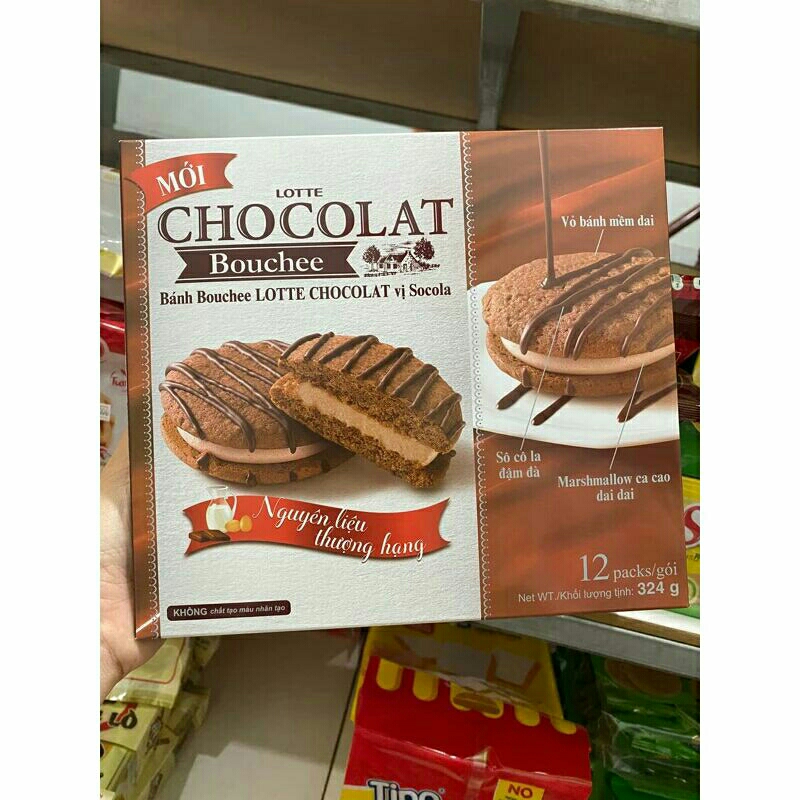 MỚI
LOTTE
CHOCOLAT
Bouchee
Bánh Bouchee LOTTE CHOCOLAT vị Socola
Vỏ bánh mềm dai
Sô cô la
đậm đà
Marshmallow ca cao
dai dai
Nguyên liệu
thượng hạng
12 packs/gói
Net WT./Khối lượng tịnh: 324 g
KHÔNG chất tạo màu nhân tạo
Tipo
NO